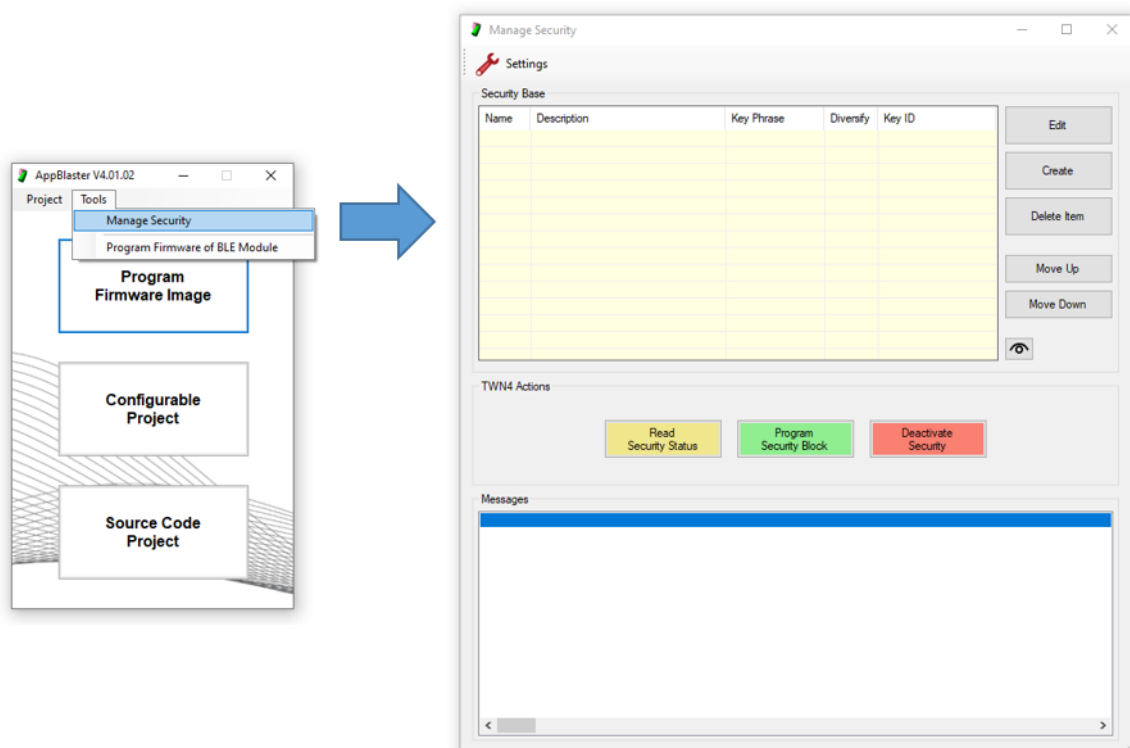 AppBlaster V4.01.02
Project Tools
Manage Security
Program Firmware of BLE Module
Program
Firmware Image
Configurable
Project
Source Code
Project
Manage Security
Settings
Security Base
Name Description Key Phrase Diversify Key ID
Edit
Create
Delete Item
Move Up
Move Down
TWN4 Actions
Read
Security Status
Program
Security Block
Deactivate
Security
Messages